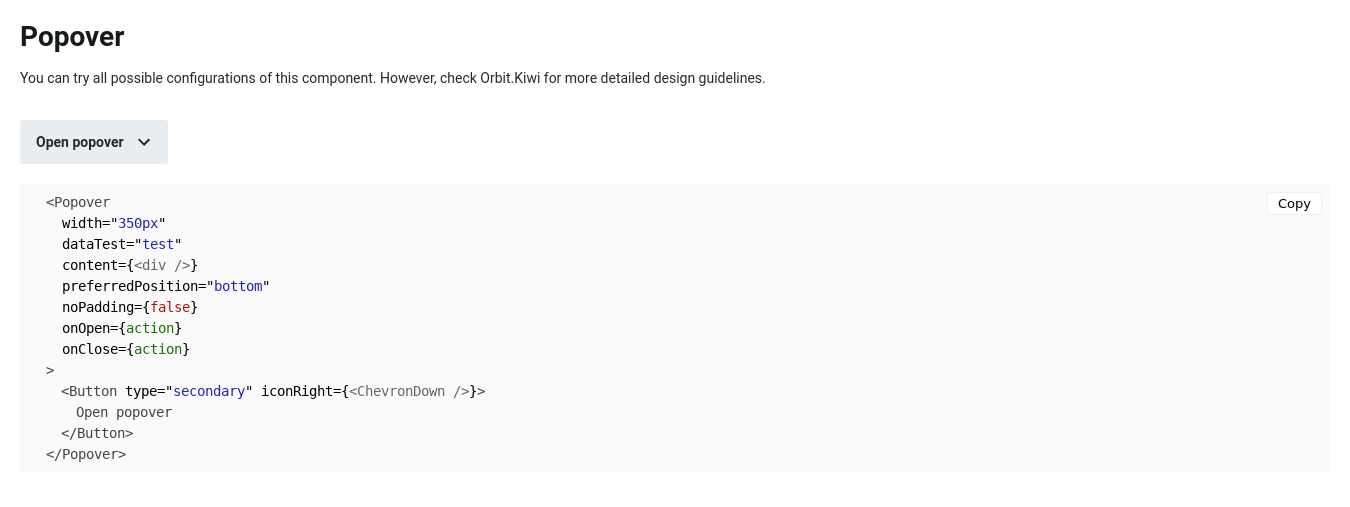 Popover
You can try all possible configurations of this component. However, check Orbit.Kiwi for more detailed design guidelines.
Open popover
Copy
<Popover
  width="350px"
  dataTest="test"
  content={<div />}
  preferredPosition="bottom"
  noPadding={false}
  onOpen={action}
  onClose={action}
>
  <Button type="secondary" iconRight={<ChevronDown />}>
    Open popover
  </Button>
</Popover>